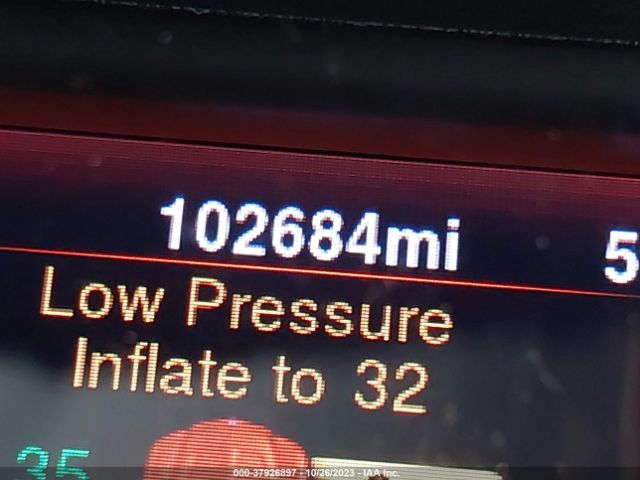 102684mi 5
Low Pressure
Inflate to 32
35
000-37926897 - 10/26/2023 - IAA Inc.